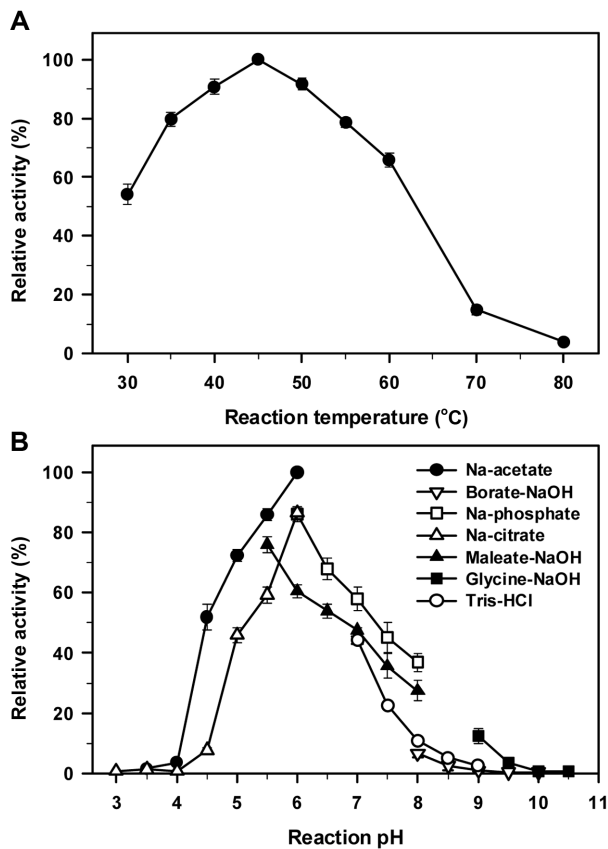 A
Relative activity (%)
100
80
60
40
20
0
30 40 50 60 70 80
Reaction temperature (°C)
B
Relative activity (%)
100
80
60
40
20
0
Na-acetate
Borate-NaOH
Na-phosphate
Na-citrate
Maleate-NaOH
Glycine-NaOH
Tris-HCl
3 4 5 6 7 8 9 10 11
Reaction pH